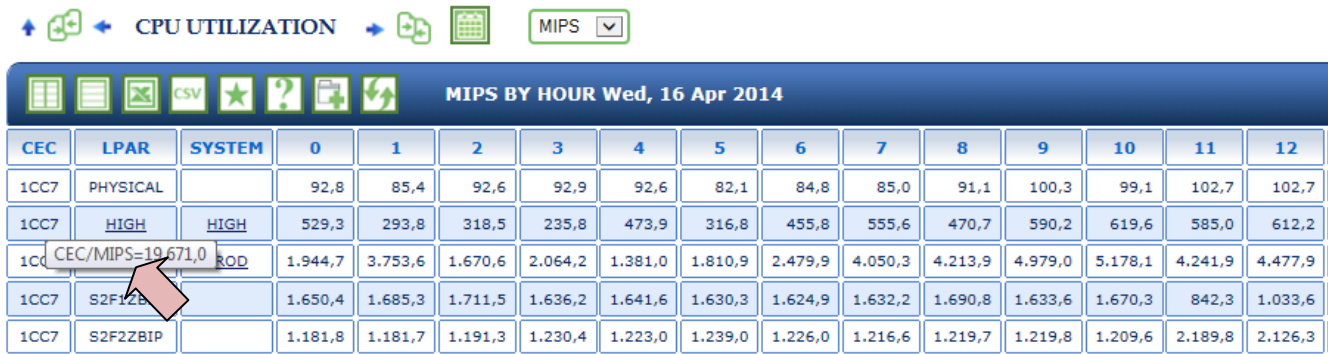 CPU UTILIZATION MIPS
CSV ? MIPS BY HOUR Wed, 16 Apr 2014
CEC LPAR SYSTEM 0 1 2 3 4 5 6 7 8 9 10 11 12
1CC7 PHYSICAL 92,8 85,4 92,6 92,9 92,6 82,1 84,8 85,0 91,1 100,3 99,1 102,7 102,7
1CC7 HIGH HIGH 529,3 293,8 318,5 235,8 473,9 316,8 455,8 555,6 470,7 590,2 619,6 585,0 612,2
CEC/MIPS=19.671,0
1.944,7 3.753,6 1.670,6 2.064,2 1.381,0 1.810,9 2.479,9 4.050,3 4.213,9 4.979,0 5.178,1 4.241,9 4.477,9
1CC7 1.650,4 1.685,3 1.711,5 1.636,2 1.641,6 1.630,3 1.624,9 1.632,2 1.690,8 1.633,6 1.670,3 842,3 1.033,6
1CC7 S2F2ZBIP 1.181,8 1.181,7 1.191,3 1.230,4 1.223,0 1.239,0 1.226,0 1.216,6 1.219,7 1.219,8 1.209,6 2.189,8 2.126,3